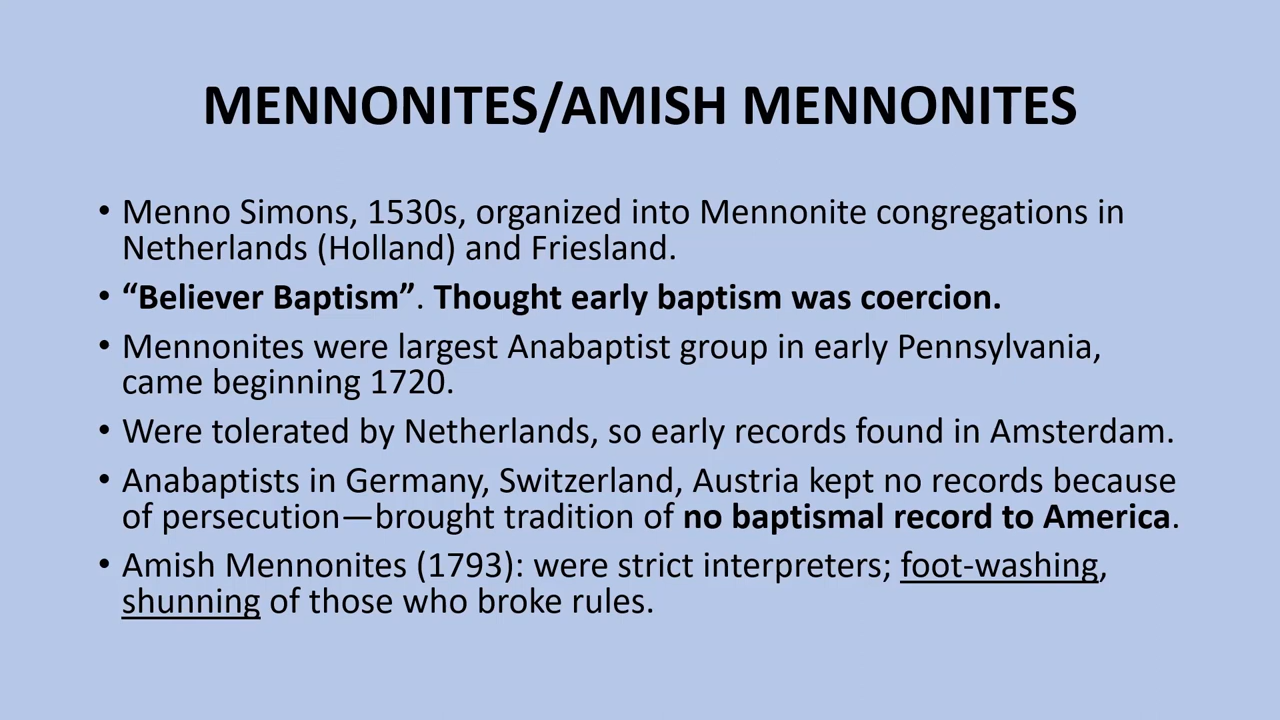 MENNONITES/AMISH MENNONITES
• Menno Simons, 1530s, organized into Mennonite congregations in
Netherlands (Holland) and Friesland.
• “Believer Baptism”. Thought early baptism was coercion.
• Mennonites were largest Anabaptist group in early Pennsylvania,
came beginning 1720.
• Were tolerated by Netherlands, so early records found in Amsterdam.
• Anabaptists in Germany, Switzerland, Austria kept no records because
of persecution—brought tradition of no baptismal record to America.
• Amish Mennonites (1793): were strict interpreters; foot-washing,
shunning of those who broke rules.